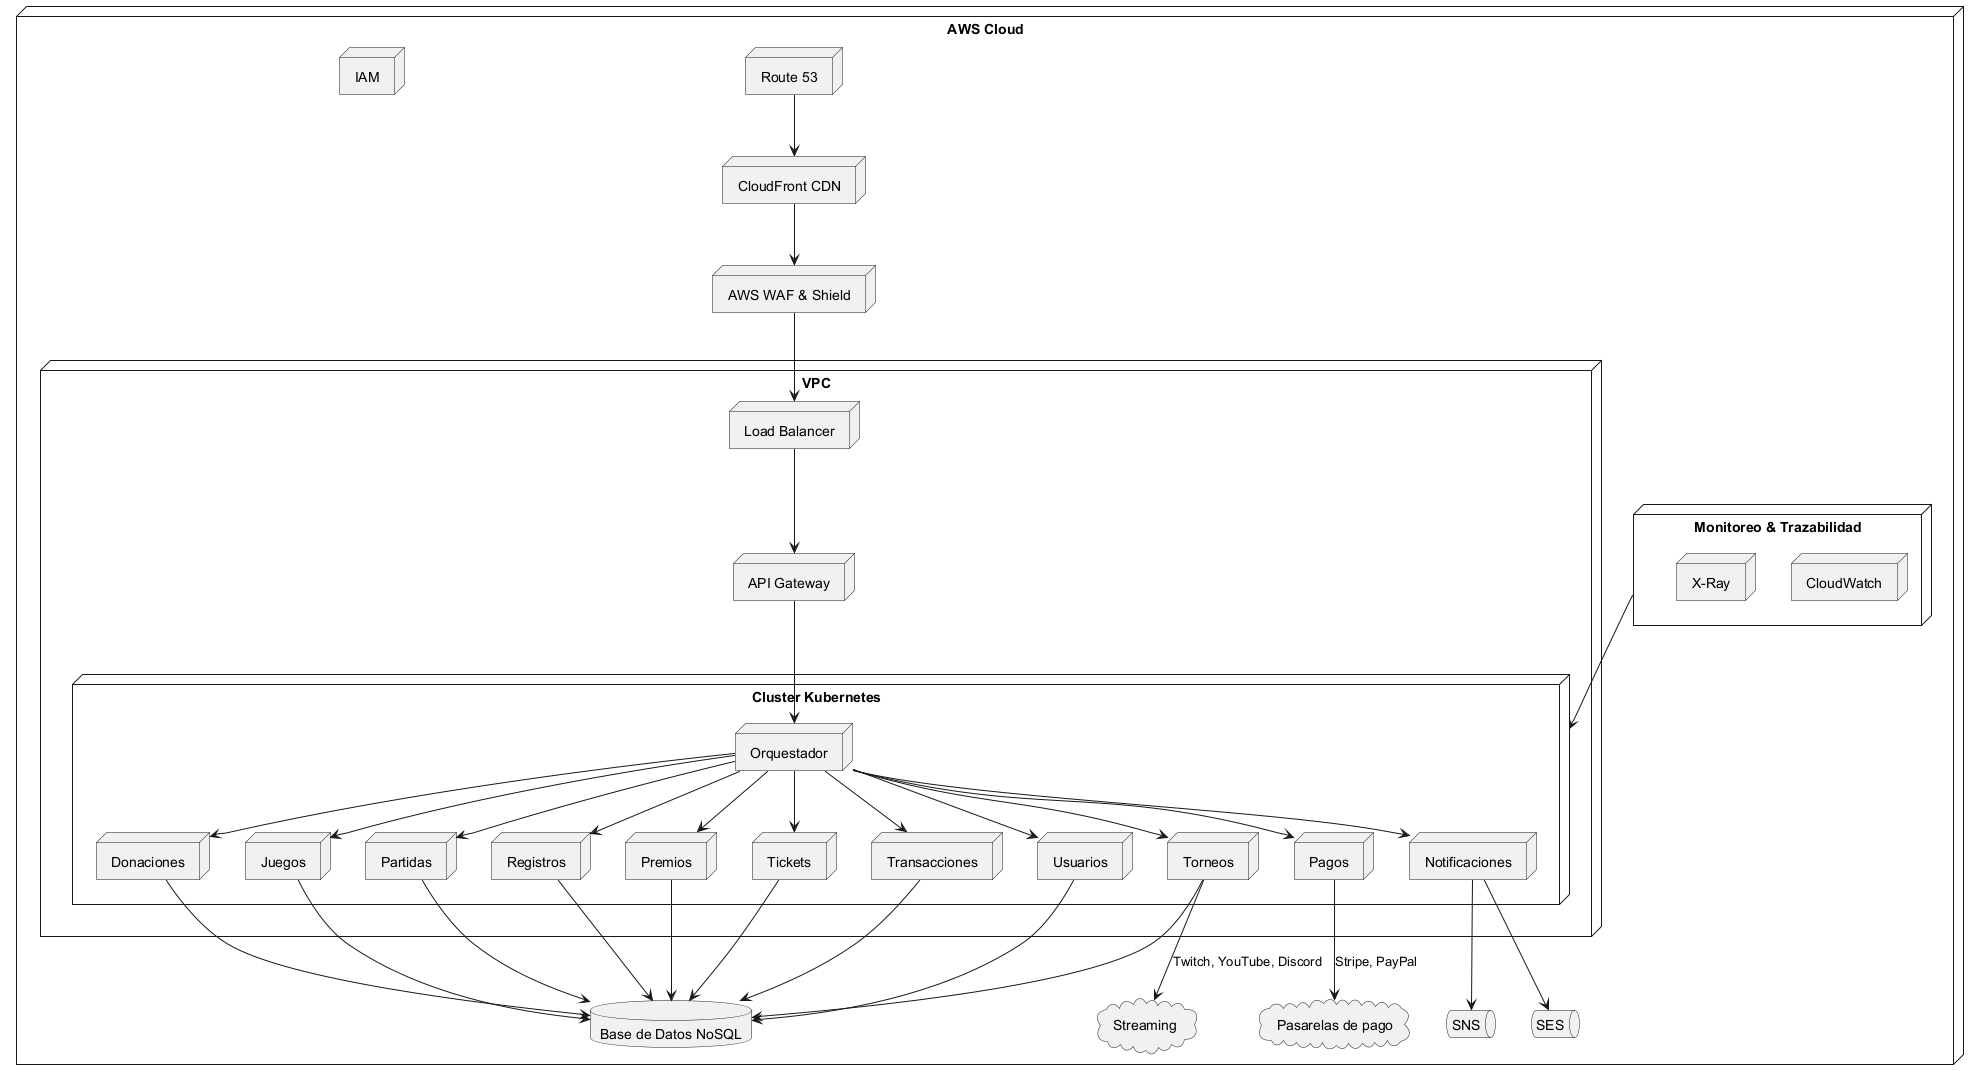 AWS Cloud
IAM
Route 53
CloudFront CDN
AWS WAF & Shield
VPC
Load Balancer
Monitoreo & Trazabilidad
API Gateway
X-Ray
CloudWatch
Cluster Kubernetes
Orquestador
Donaciones
Juegos
Partidas
Registros
Premios
Tickets
Transacciones
Usuarios
Torneos
Pagos
Notificaciones
Twitch, YouTube, Discord
Stripe, PayPal
Base de Datos NoSQL
Streaming
Pasarelas de pago
SNS
SES